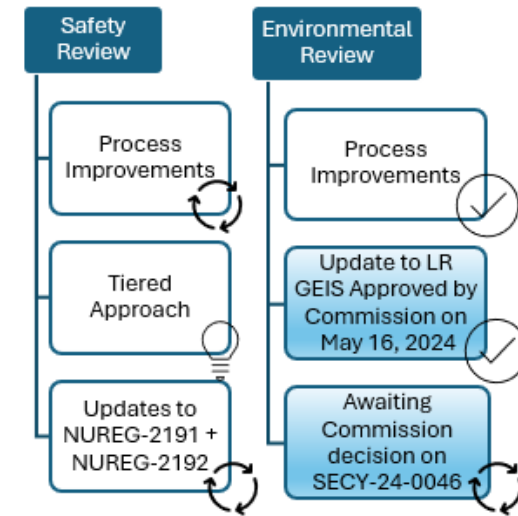 Safety
Review
Process
Improvements
Tiered
Approach
Updates to
NUREG-2191 +
NUREG-2192
Environmental
Review
Process
Improvements
Update to LR
GEIS Approved by
Commission on
May 16, 2024
Awaiting
Commission
decision on
SECY-24-0046